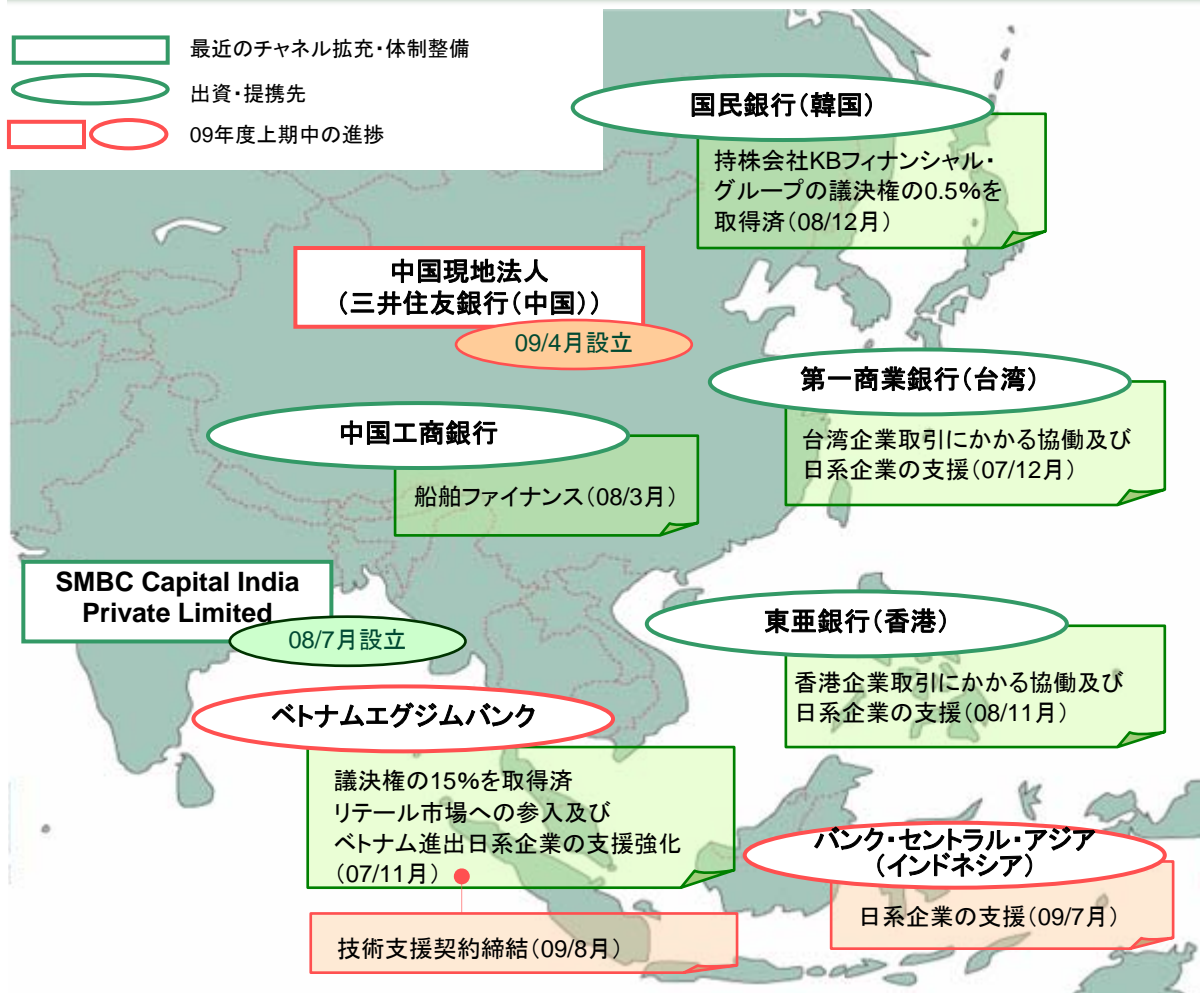 最近のチャネル拡充・体制整備
出資・提携先
09年度上期中の進捗
国民銀行(韓国)
持株会社KBフィナンシャル・
グループの議決権の0.5%を
取得済(08/12月)
中国現地法人
(三井住友銀行(中国))
09/4月設立
第一商業銀行(台湾)
台湾企業取引にかかる協働及び
日系企業の支援(07/12月)
中国工商銀行
船舶ファイナンス(08/3月)
SMBC Capital India
Private Limited
08/7月設立
東亜銀行(香港)
香港企業取引にかかる協働及び
日系企業の支援(08/11月)
ベトナムエグジムバンク
議決権の15%を取得済
リテール市場への参入及び
ベトナム進出日系企業の支援強化
(07/11月)
技術支援契約締結(09/8月)
バンク・セントラル・アジア
(インドネシア)
日系企業の支援(09/7月)